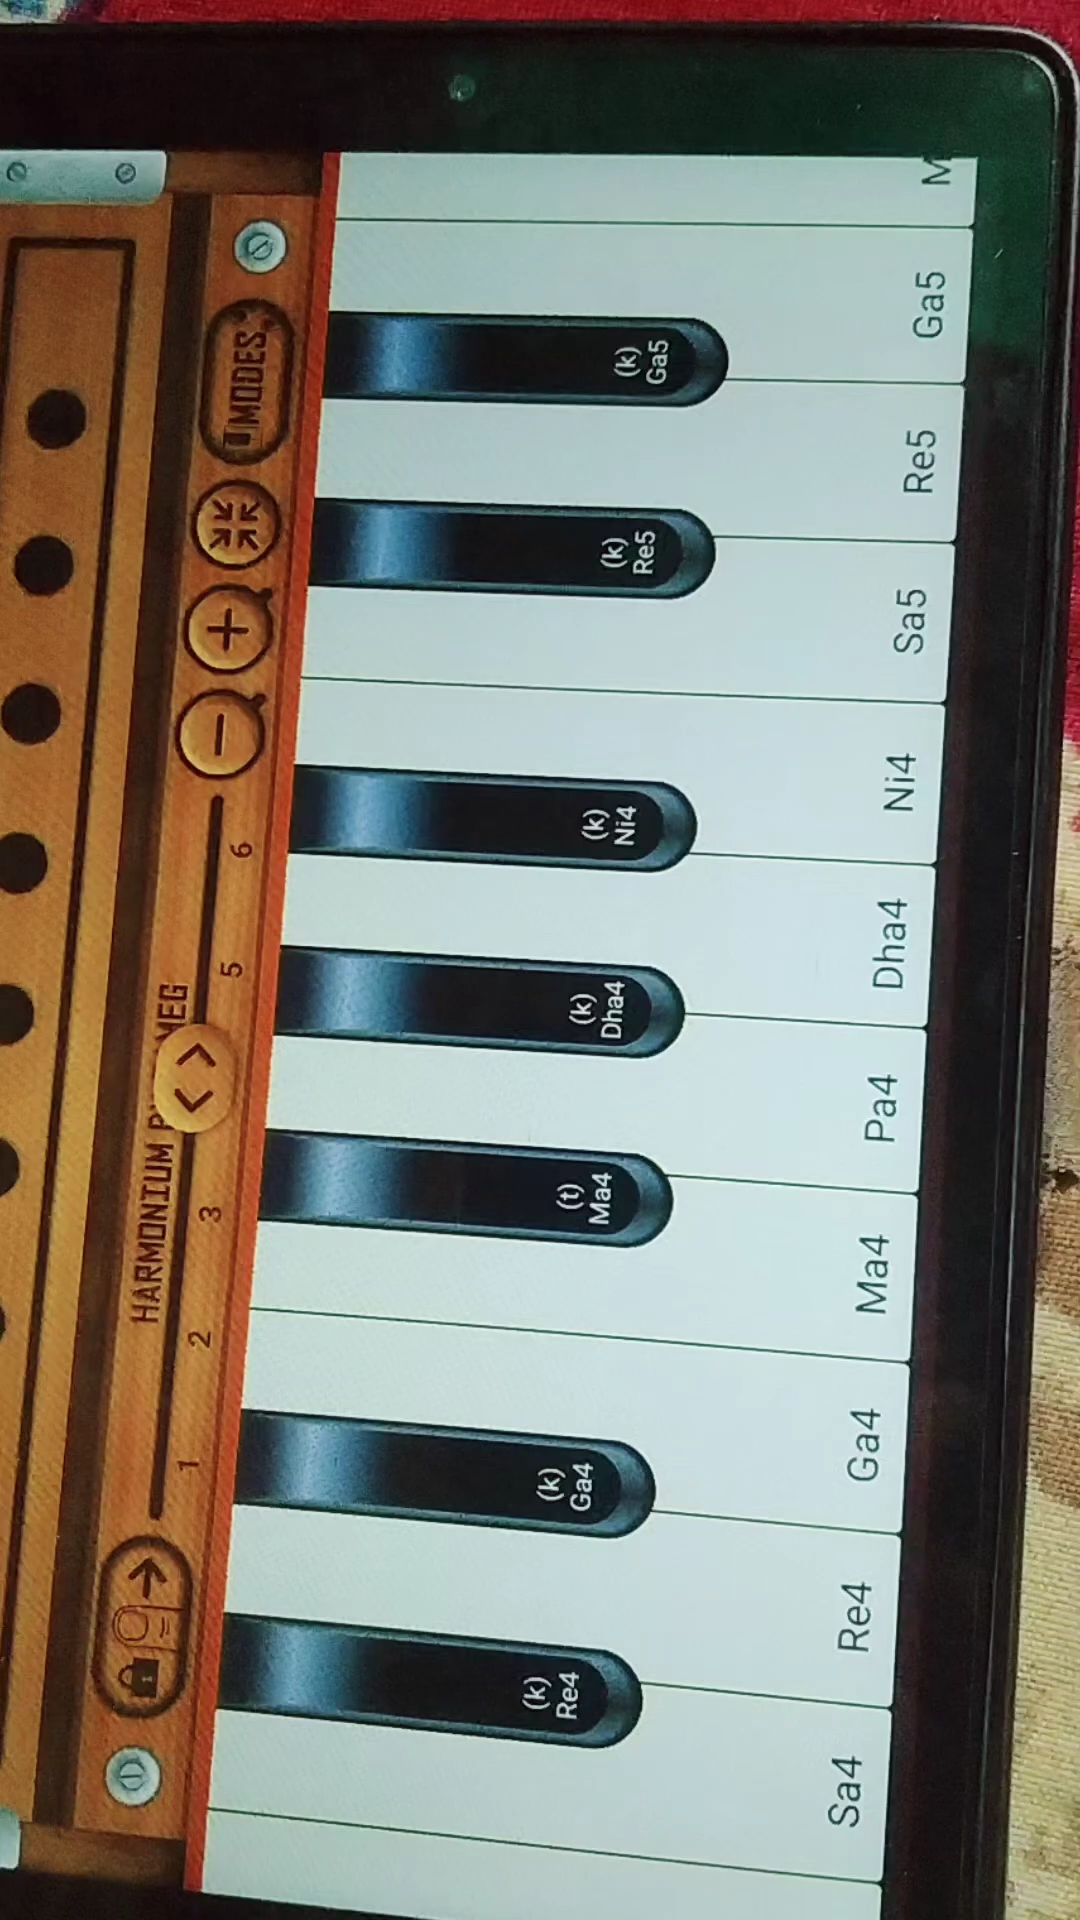 MODES
HARMONIUM
1
2
3
5
6
(k)
Re4
(k)
Ga4
(t)
Ma4
(k)
Dha4
(k)
Ni4
(k)
Re5
(k)
Ga5
Sa4
Re4
Ga4
Ma4
Pa4
Dha4
Ni4
Sa5
Re5
Ga5
M